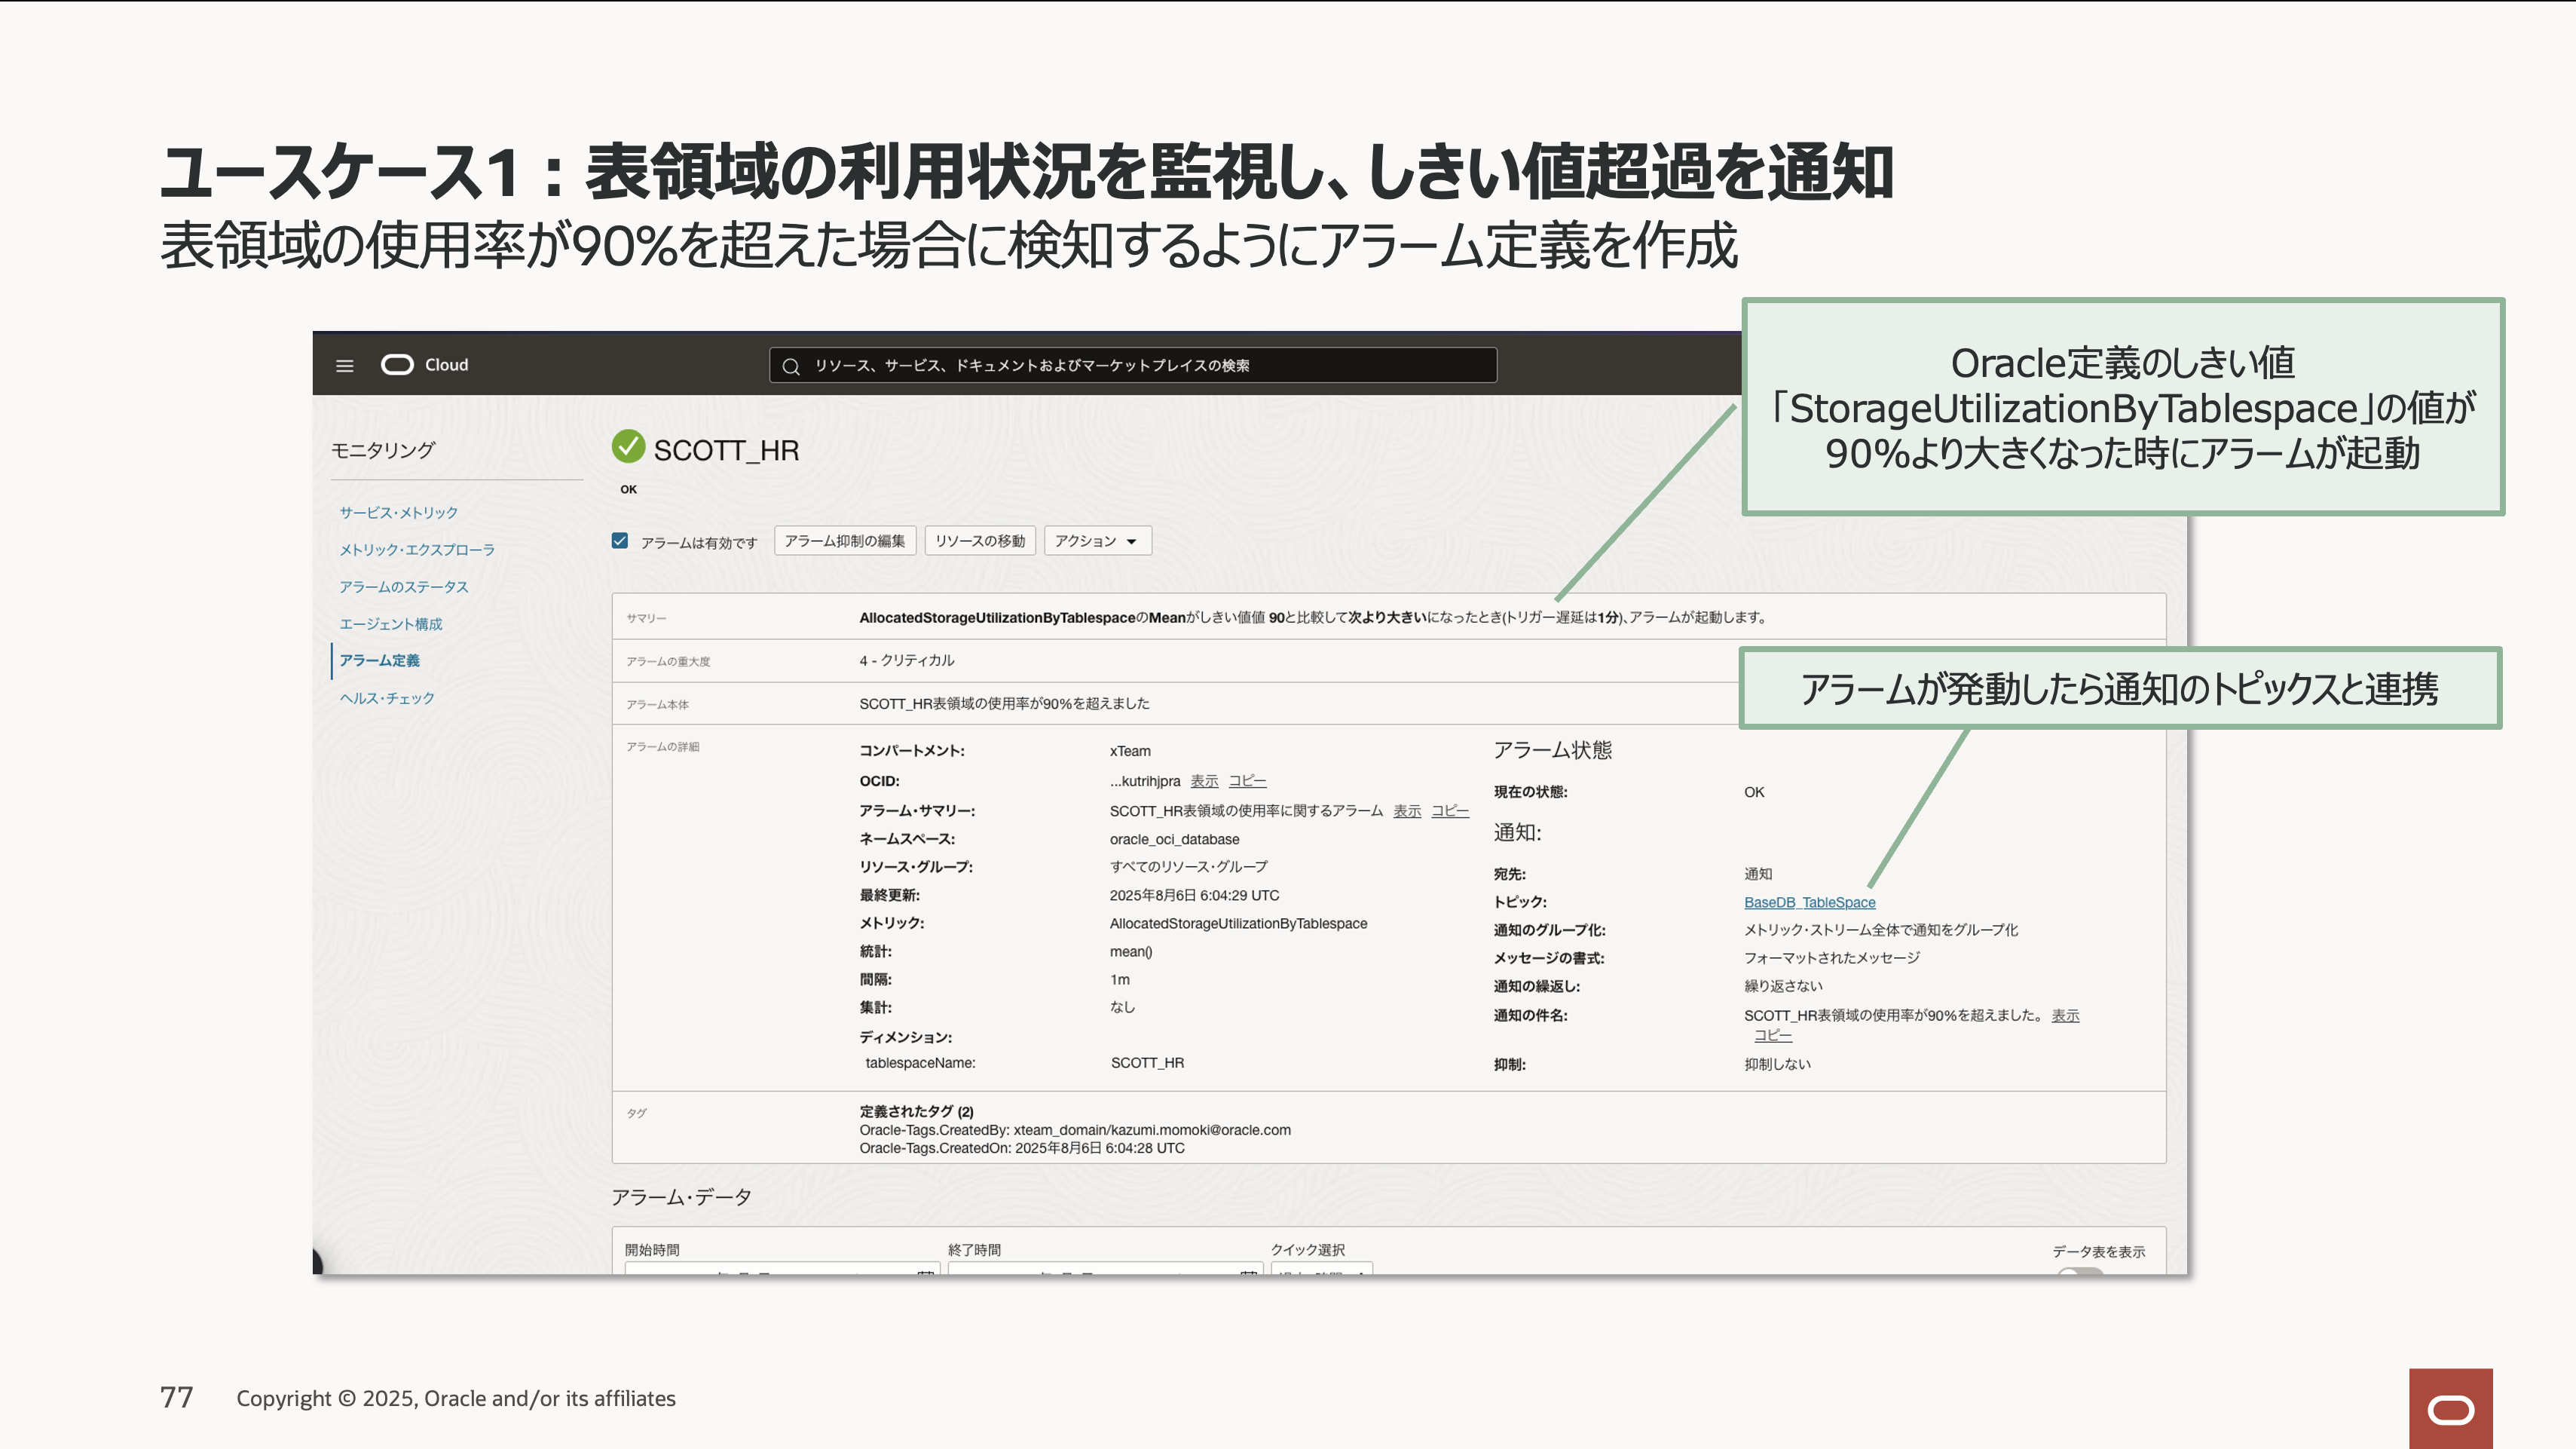 ユースケース1：表領域の利用状況を監視し、しきい値超過を通知
表領域の使用率が90%を超えた場合に検知するようにアラーム定義を作成
Cloud
リソース、サービス、ドキュメントおよびマーケットプレイスの検索
Oracle定義のしきい値
「StorageUtilizationByTablespace」の値が
90%より大きくなった時にアラームが起動
モニタリング
サービス・メトリック
メトリック・エクスプローラ
アラームのステータス
エージェント構成
アラーム定義
ヘルス・チェック
SCOTT_HR
OK
アラームは有効です アラーム抑制の編集 リソースの移動 アクション
サマリー AllocatedStorageUtilizationByTablespaceのMeanがしきい値値 90と比較して次より大きいになったとき(トリガー遅延は1分)、アラームが起動します。
アラームの重大度 4 - クリティカル
アラームが発動したら通知のトピックスと連携
アラーム本体 SCOTT_HR表領域の使用率が90%を超えました
アラームの詳細
コンパートメント: xTeam
OCID: ...kutrihjpra 表示 コピー
アラーム・サマリー: SCOTT_HR表領域の使用率に関するアラーム 表示 コピー
ネームスペース: oracle_oci_database
リソース・グループ: すべてのリソース・グループ
最終更新: 2025年8月6日 6:04:29 UTC
メトリック: AllocatedStorageUtilizationByTablespace
統計: mean()
間隔: 1m
集計: なし
ディメンション:
tablespaceName: SCOTT_HR
アラーム状態
現在の状態: OK
通知:
宛先: 通知
トピック: BaseDB_TableSpace
通知のグループ化: メトリック・ストリーム全体で通知をグループ化
メッセージの書式: フォーマットされたメッセージ
通知の繰返し: 繰り返さない
通知の件名: SCOTT_HR表領域の使用率が90%を超えました。 表示
コピー
抑制: 抑制しない
タグ 定義されたタグ (2)
Oracle-Tags.CreatedBy: xteam_domain/kazumi.momoki@oracle.com
Oracle-Tags.CreatedOn: 2025年8月6日 6:04:28 UTC
アラーム・データ
開始時間 終了時間 クイック選択 データ表を表示
77 Copyright © 2025, Oracle and/or its affiliates